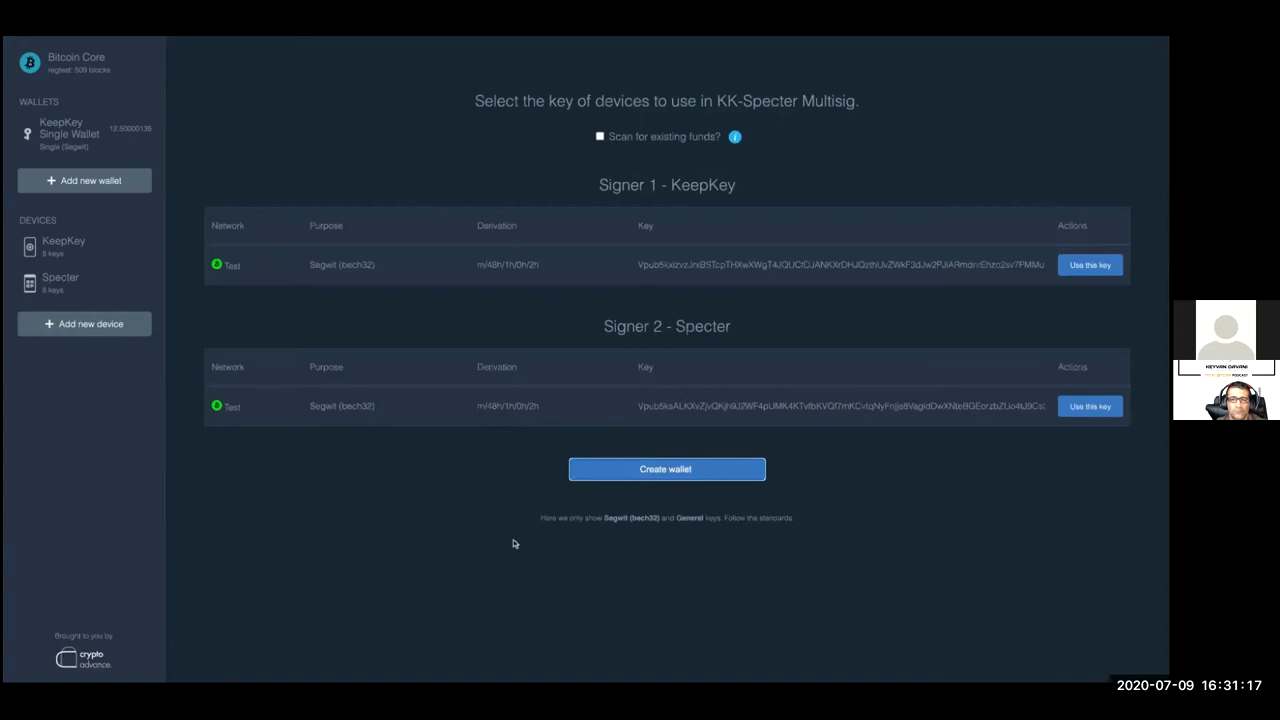 Bitcoin Core
regtest: 509 blocks
WALLETS
KeepKey
Single Wallet
12.50000135
Single (Segwit)
+ Add new wallet
DEVICES
KeepKey
8 keys
Specter
8 keys
+ Add new device
Brought to you by
crypto
advance.
Select the key of devices to use in KK-Specter Multisig.
Scan for existing funds?
Signer 1 - KeepKey
Network Purpose Derivation Key Actions
Test Segwit (bech32) m/48h/1h/0h/2h Use this key
Signer 2 - Specter
Network Purpose Derivation Key Actions
Test Segwit (bech32) m/48h/1h/0h/2h Use this key
Create wallet
Here we only show Segwit (bech32) and General keys. Follow the standards.
KEYVAN DAVANI
PODCAST
2020-07-09 16:31:17